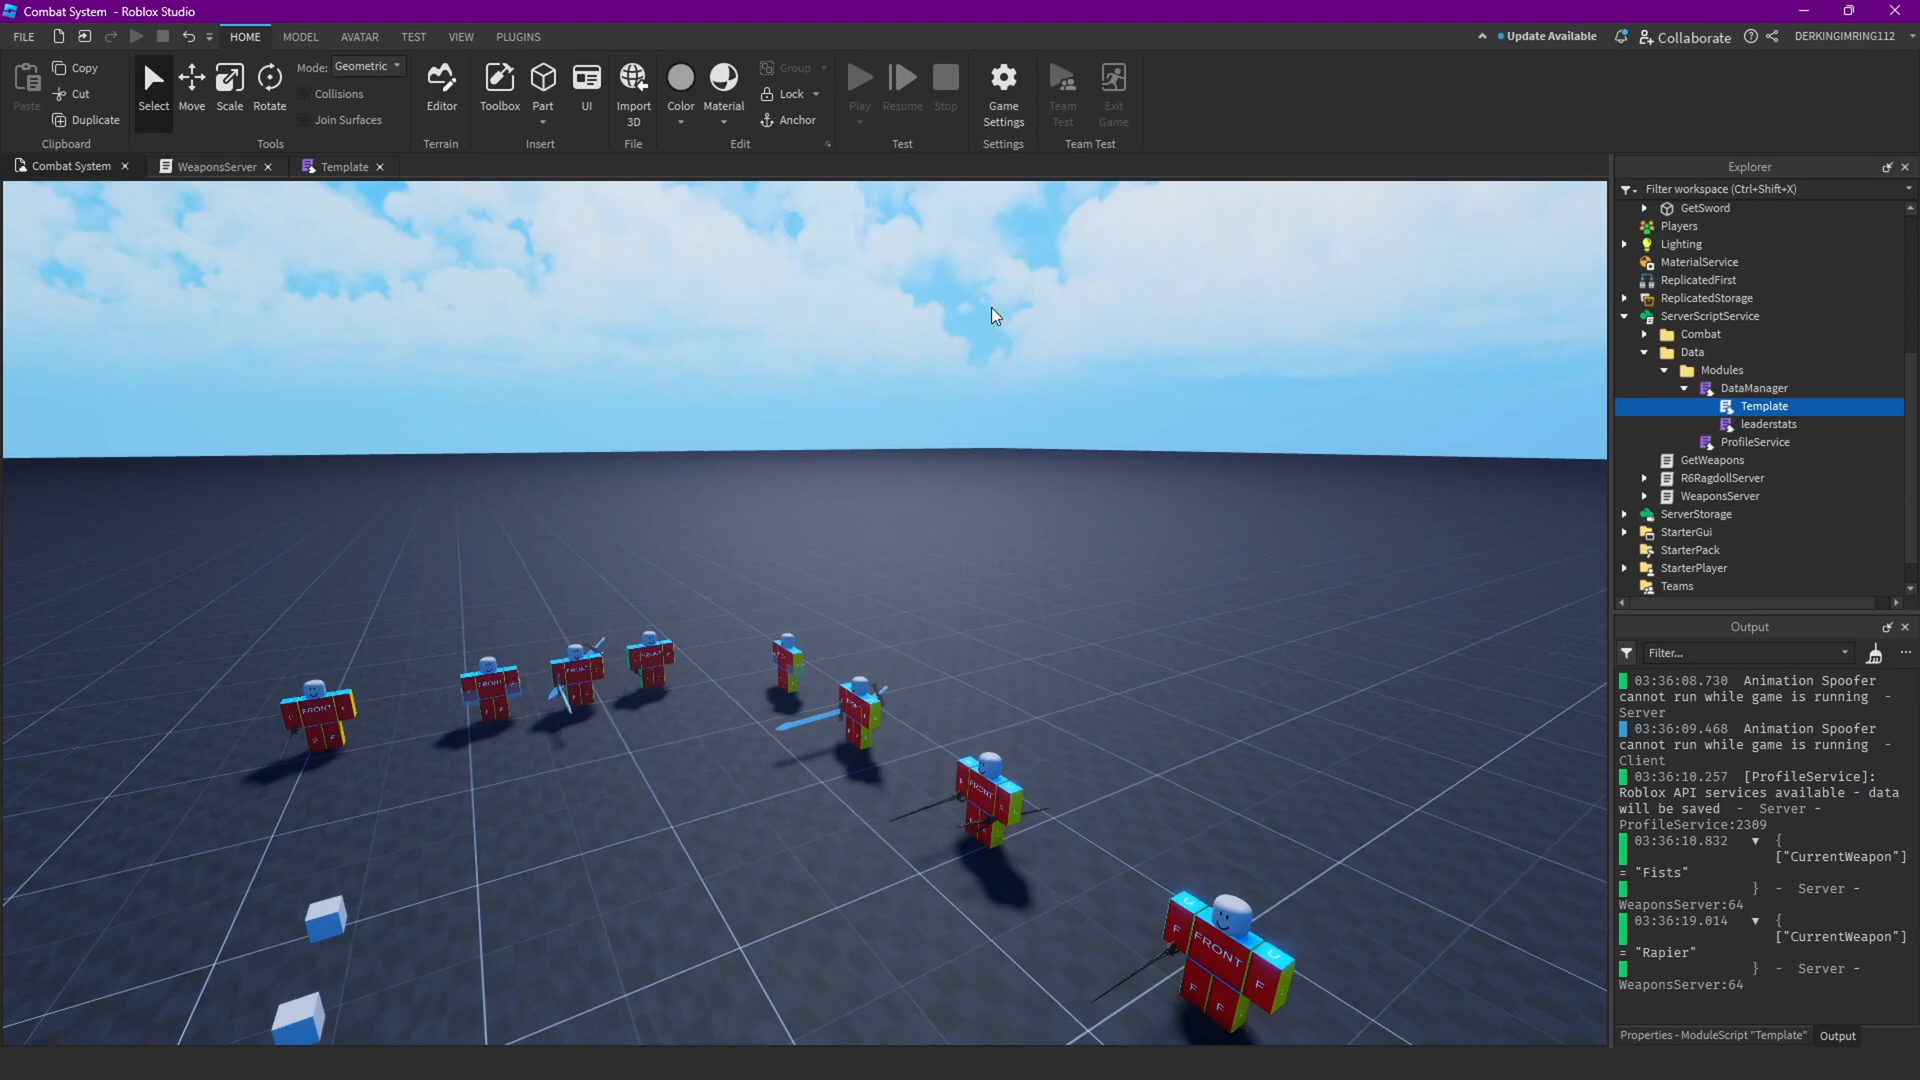 Combat System - Roblox Studio
FILE
HOME
MODEL
AVATAR
TEST
VIEW
PLUGINS
Update Available
Collaborate
DERKINGIMRING112
Paste
Copy
Cut
Duplicate
Clipboard
Select
Move
Scale
Rotate
Mode: Geometric
Collisions
Join Surfaces
Tools
Editor
Terrain
Toolbox
Part
UI
Insert
Import
3D
File
Color
Material
Group
Lock
Anchor
Edit
Play
Resume
Stop
Test
Game
Settings
Settings
Team
Test
Exit
Game
Team Test
Combat System
WeaponsServer
Template
Explorer
Filter workspace (Ctrl+Shift+X)
GetSword
Players
Lighting
MaterialService
ReplicatedFirst
ReplicatedStorage
ServerScriptService
Combat
Data
Modules
DataManager
Template
leaderstats
ProfileService
GetWeapons
R6RagdollServer
WeaponsServer
ServerStorage
StarterGui
StarterPack
StarterPlayer
Teams
Output
Filter...
03:36:08.730 Animation Spoofer
cannot run while game is running -
Server
03:36:09.468 Animation Spoofer
cannot run while game is running -
Client
03:36:10.257 [ProfileService]:
Roblox API services available - data
will be saved - Server -
ProfileService:2309
03:36:10.832 ▼ {
["CurrentWeapon"]
= "Fists"
} - Server -
WeaponsServer:64
03:36:19.014 ▼ {
["CurrentWeapon"]
= "Rapier"
} - Server -
WeaponsServer:64
Properties - ModuleScript "Template"
Output
FRONT
FRONT
FRONT
FRONT
FRONT
FRONT